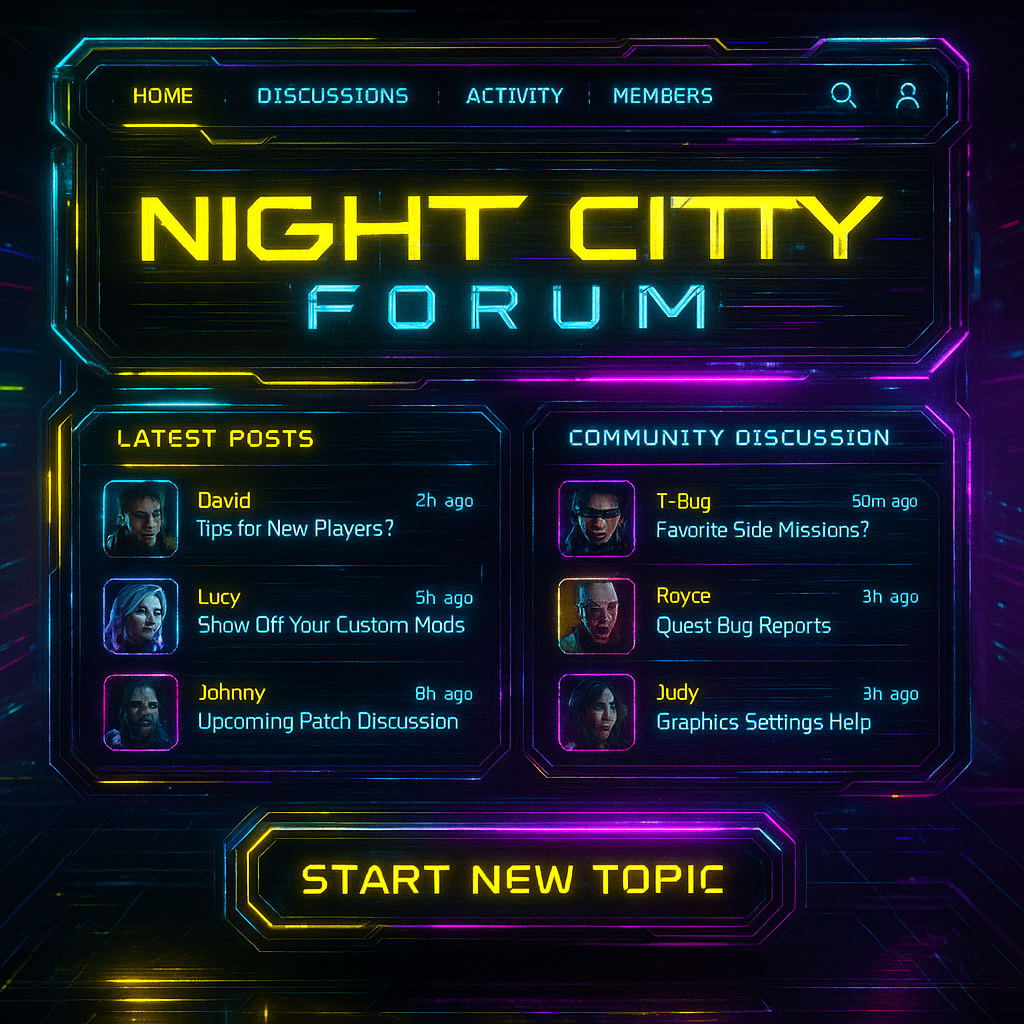 HOME DISCUSSIONS ACTIVITY MEMBERS
NIGHT CITTY
FORUM
LATEST POSTS
David 2h ago
Tips for New Players?
Lucy 5h ago
Show Off Your Custom Mods
Johnny 8h ago
Upcoming Patch Discussion
COMMUNITY DISCUSSION
T-Bug 50m ago
Favorite Side Missions?
Royce 3h ago
Quest Bug Reports
Judy 3h ago
Graphics Settings Help
START NEW TOPIC